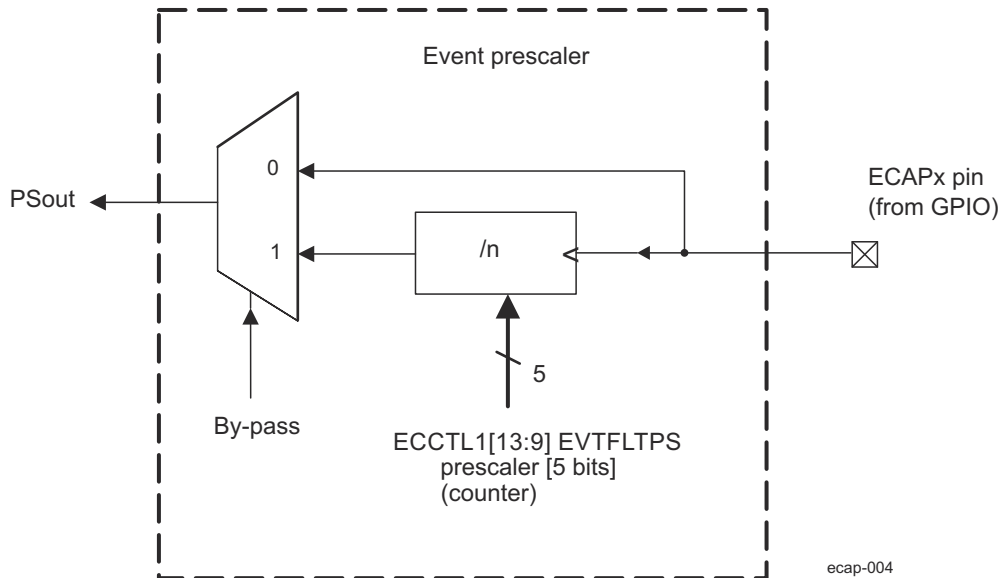 Event prescaler
0
PSout
ECAPx pin
(from GPIO)
1
/n
5
By-pass
ECCTL1[13:9] EVTFLTPS
prescaler [5 bits]
(counter)
ecap-004